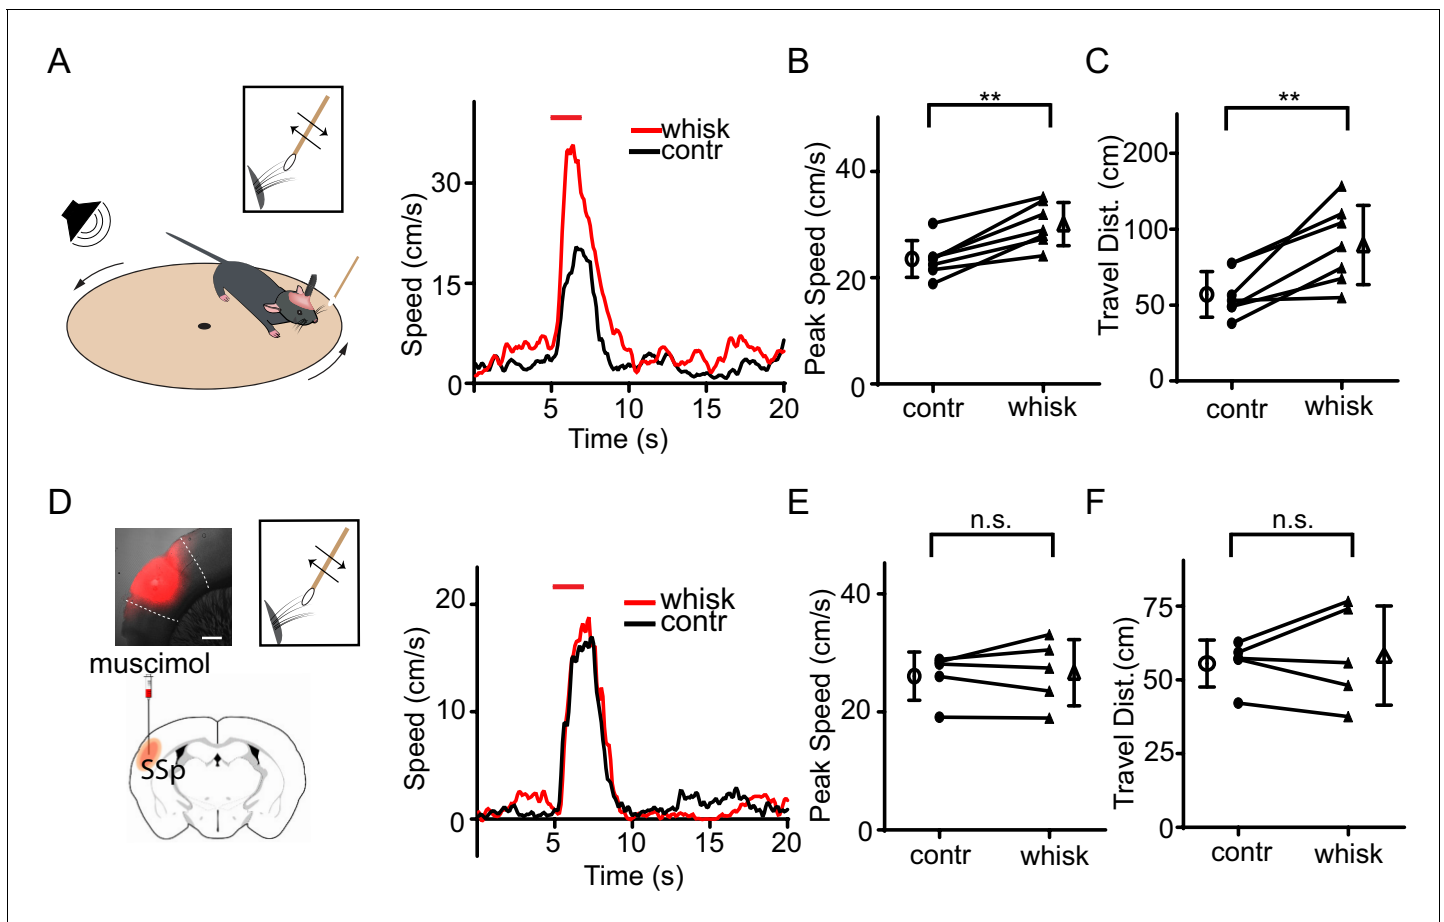 A
whisk
contr
Speed (cm/s)
30
15
0
5
10
15
20
Time (s)
B
**
Peak Speed (cm/s)
40
20
0
contr
whisk
C
**
Travel Dist. (cm)
200
100
50
0
contr
whisk
D
muscimol
SSp
whisk
contr
Speed (cm/s)
20
10
0
5
10
15
20
Time (s)
E
n.s.
Peak Speed (cm/s)
40
20
0
contr
whisk
F
n.s.
Travel Dist.(cm)
75
50
25
0
contr
whisk